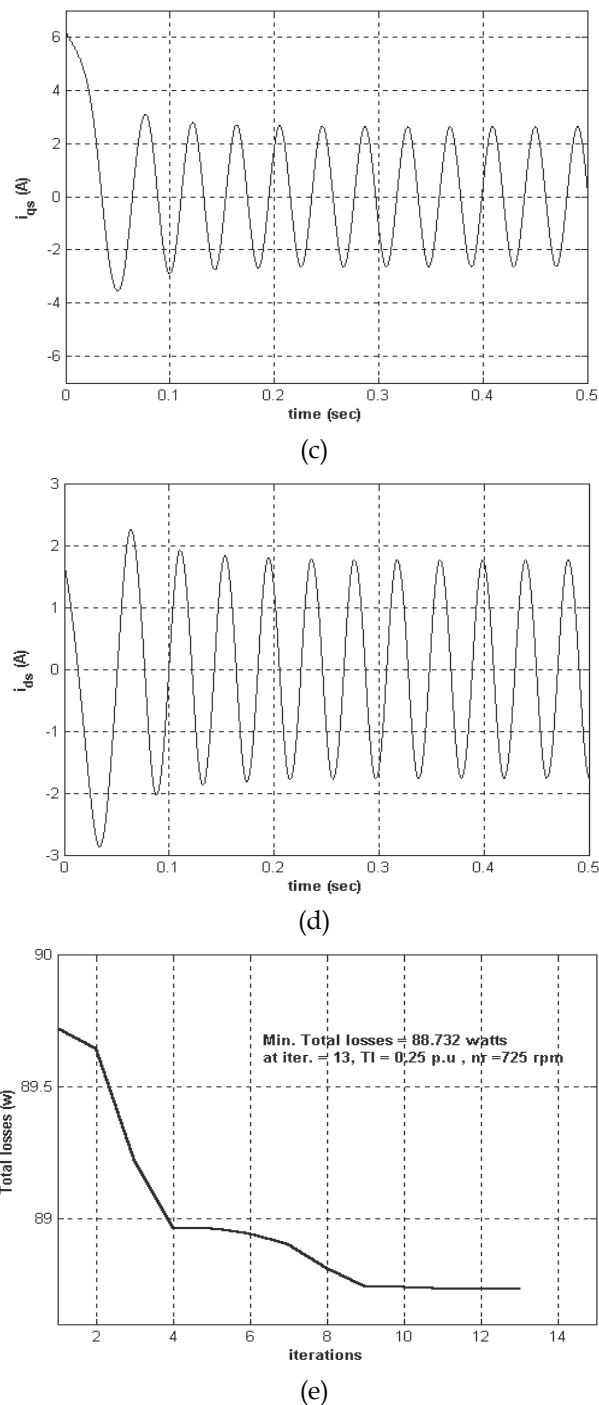 6
4
2
0
-2
-4
-6
i_qs (A)
0 0.1 0.2 0.3 0.4 0.5
time (sec)
(c)
3
2
1
0
-1
-2
-3
i_ds (A)
0 0.1 0.2 0.3 0.4 0.5
time (sec)
(d)
90
89.5
89
Total losses (w)
Min. Total losses = 88.732 watts
at iter. = 13, Tl = 0.25 p.u , nr =725 rpm
2 4 6 8 10 12 14
iterations
(e)